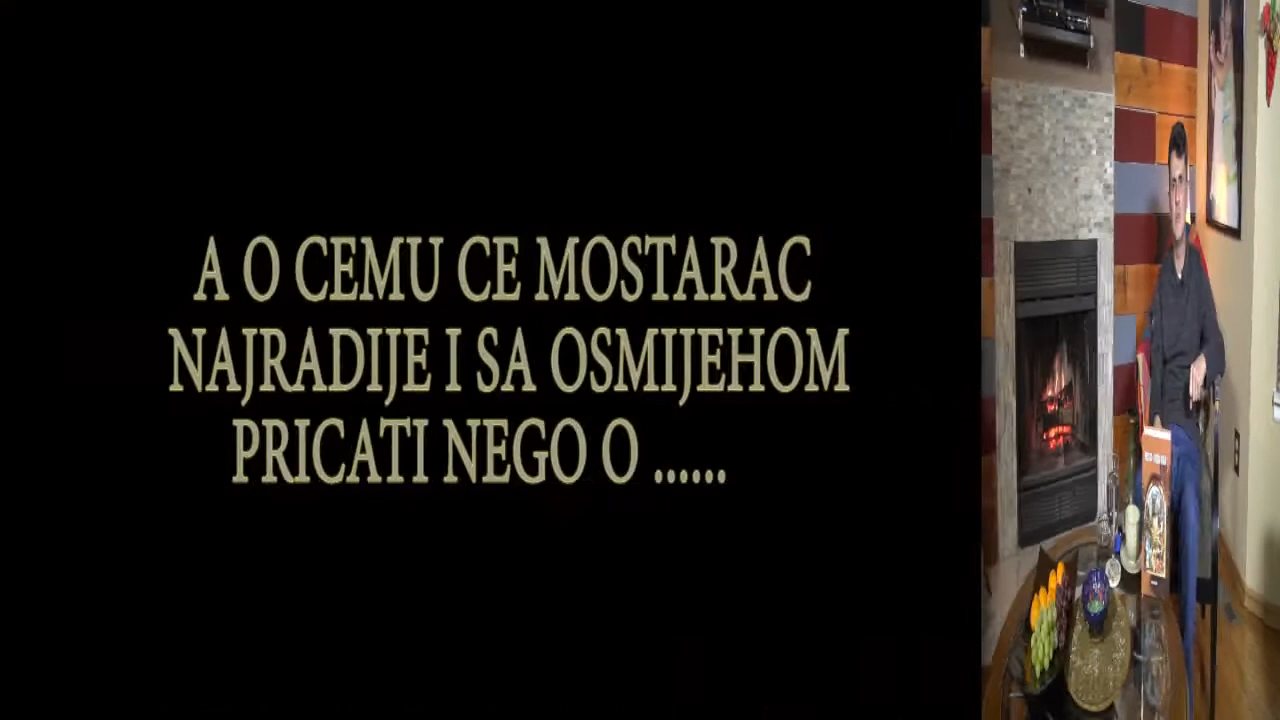 A O CEMU CE MOSTARAC
NAJRADIJE I SA OSMIJEHOM
PRICATI NEGO O ......